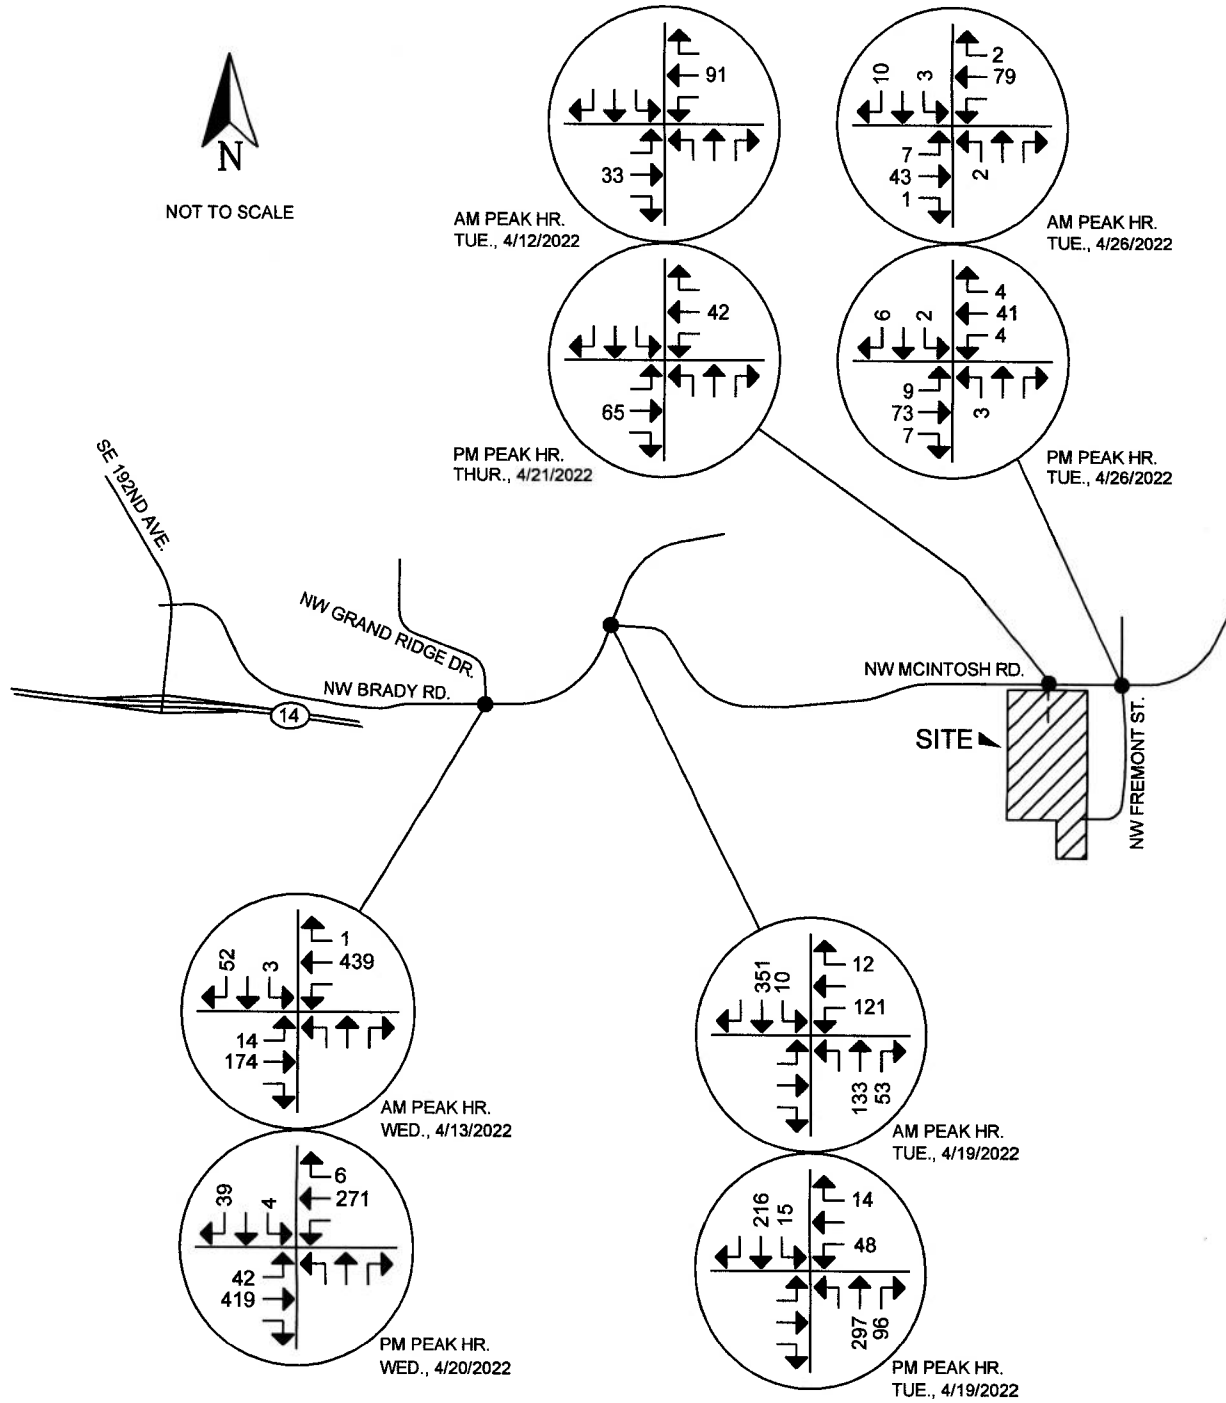 N
NOT TO SCALE
91
33
AM PEAK HR.
TUE., 4/12/2022
42
65
PM PEAK HR.
THUR., 4/21/2022
10
3
2
79
7
43
1
2
AM PEAK HR.
TUE., 4/26/2022
6
2
4
41
4
9
73
7
3
PM PEAK HR.
TUE., 4/26/2022
SE 192ND AVE.
NW GRAND RIDGE DR.
NW BRADY RD.
14
NW MCINTOSH RD.
SITE
NW FREMONT ST.
52
3
1
439
14
174
AM PEAK HR.
WED., 4/13/2022
39
4
6
271
42
419
PM PEAK HR.
WED., 4/20/2022
351
10
12
121
133
53
AM PEAK HR.
TUE., 4/19/2022
216
15
14
48
297
96
PM PEAK HR.
TUE., 4/19/2022